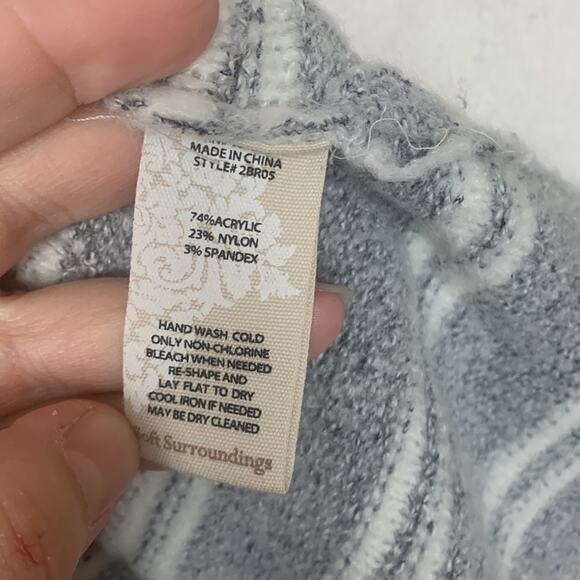 MADE IN CHINA
STYLE# 2BR05
74%ACRYLIC
23% NYLON
3% SPANDEX
HAND WASH COLD
ONLY NON-CHLORINE
BLEACH WHEN NEEDED
RE-SHAPE AND
LAY FLAT TO DRY
COOL IRON IF NEEDED
MAY BE DRY CLEANED
Soft Surroundings